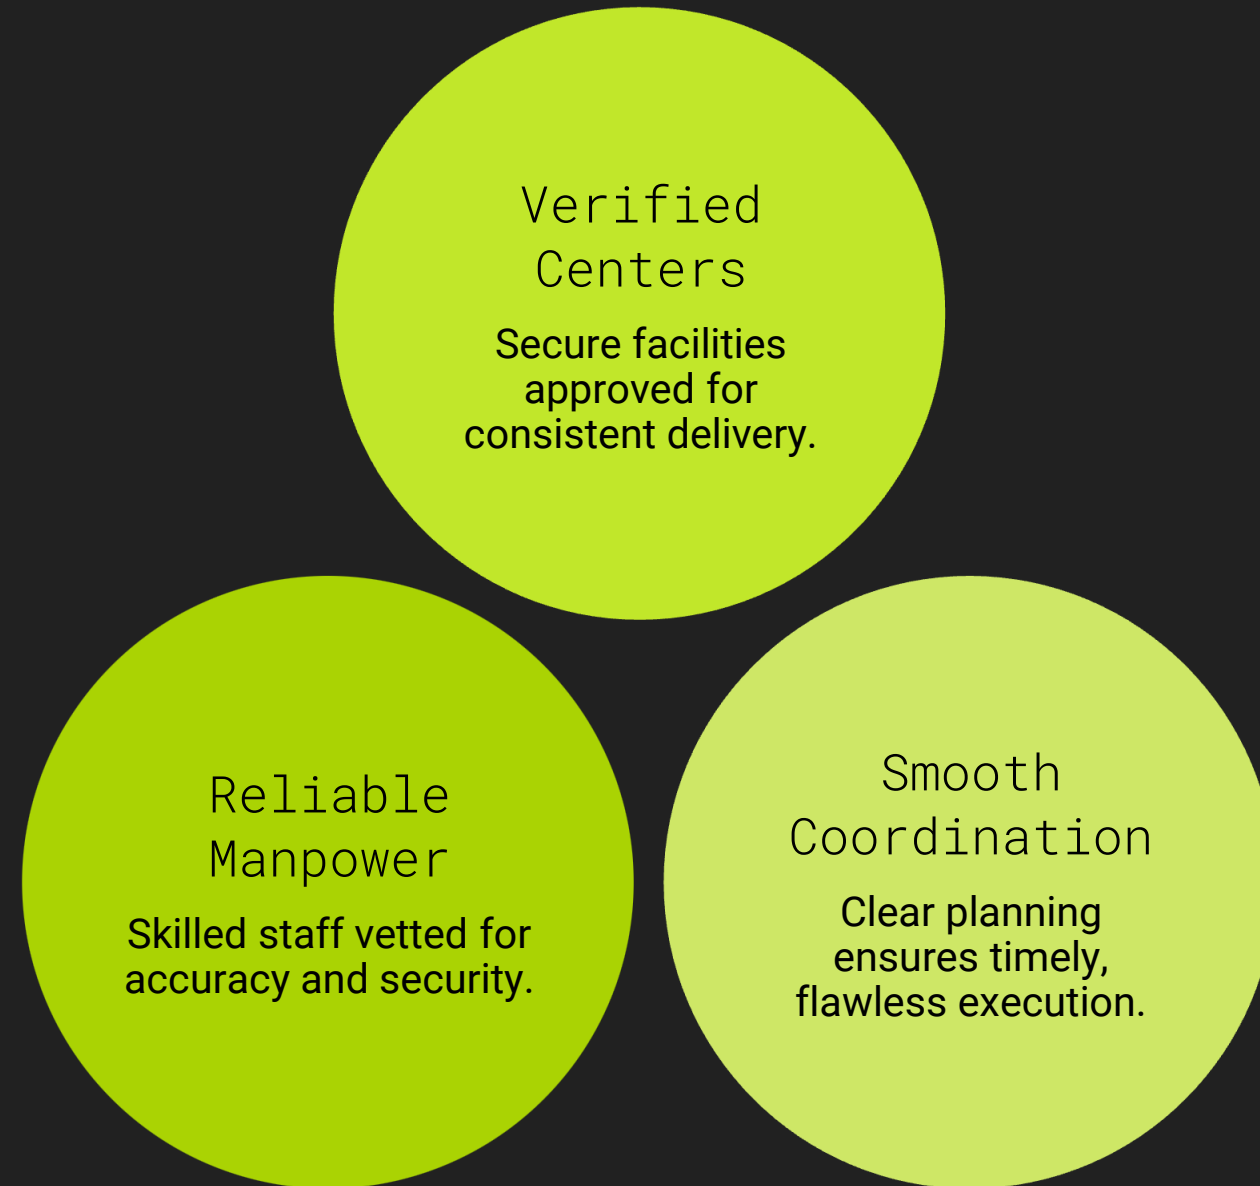 Verified
Centers
Secure facilities
approved for
consistent delivery.
Reliable
Manpower
Skilled staff vetted for
accuracy and security.
Smooth
Coordination
Clear planning
ensures timely,
flawless execution.